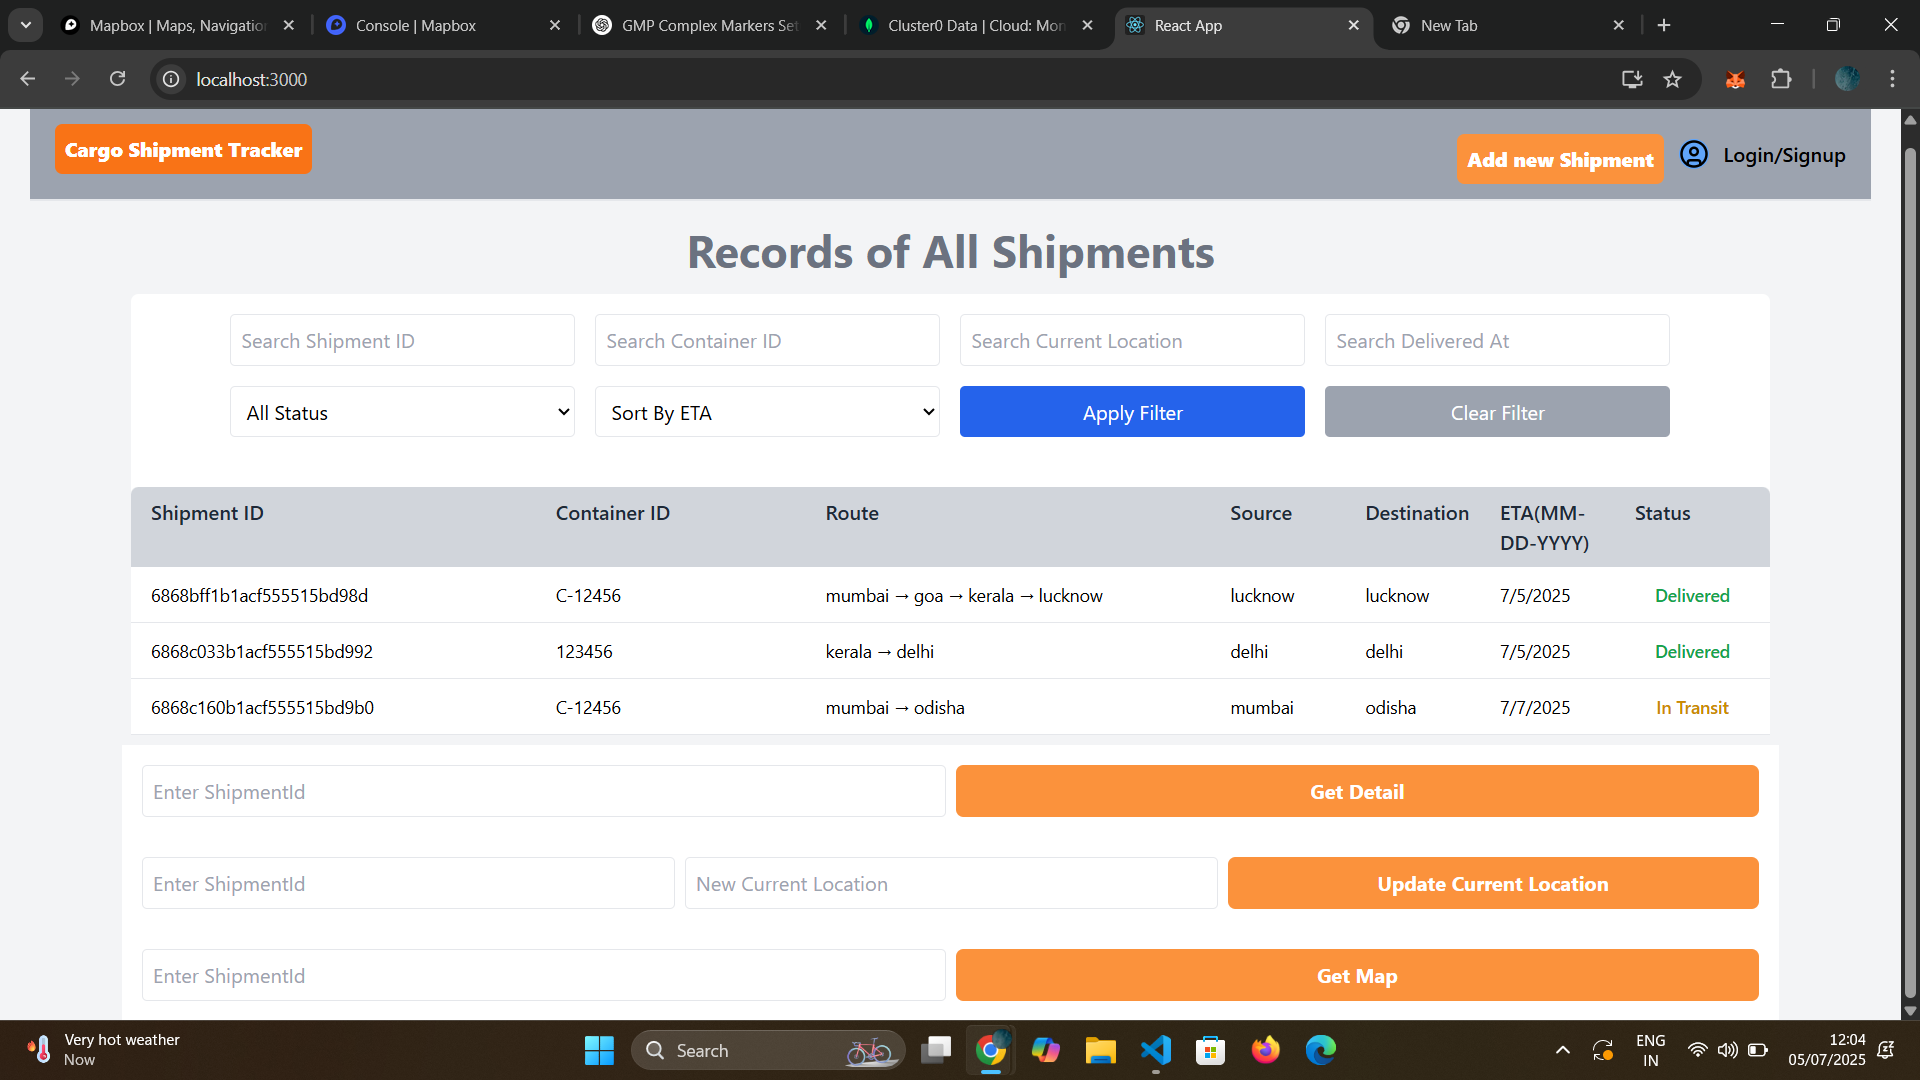 Mapbox | Maps, Navigatio
Console | Mapbox
GMP Complex Markers Set
Cluster0 Data | Cloud: Mon
React App
New Tab
localhost:3000
Cargo Shipment Tracker
Add new Shipment
Login/Signup
Records of All Shipments
Search Shipment ID
Search Container ID
Search Current Location
Search Delivered At
All Status
Sort By ETA
Apply Filter
Clear Filter
Shipment ID Container ID Route Source Destination ETA(MM-DD-YYYY) Status
6868bff1b1acf555515bd98d C-12456 mumbai → goa → kerala → lucknow lucknow lucknow 7/5/2025 Delivered
6868c033b1acf555515bd992 123456 kerala → delhi delhi delhi 7/5/2025 Delivered
6868c160b1acf555515bd9b0 C-12456 mumbai → odisha mumbai odisha 7/7/2025 In Transit
Enter ShipmentId
Get Detail
Enter ShipmentId
New Current Location
Update Current Location
Enter ShipmentId
Get Map
Very hot weather
Now
Search
ENG
IN
12:04
05/07/2025